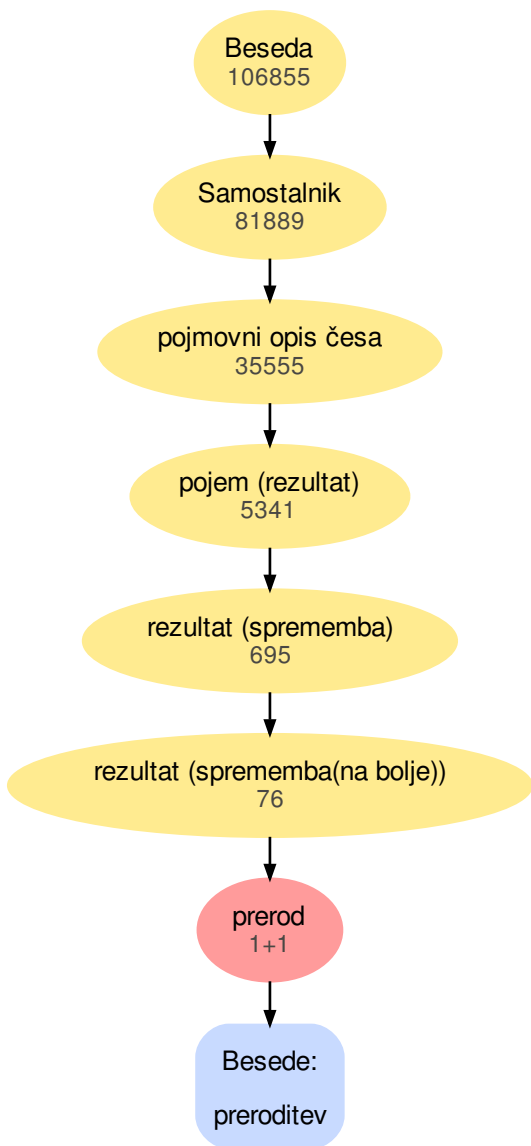 Beseda
106855
Samostalnik
81889
pojmovni opis česa
35555
pojem (rezultat)
5341
rezultat (sprememba)
695
rezultat (sprememba(na bolje))
76
prerod
1+1
Besede:
preroditev